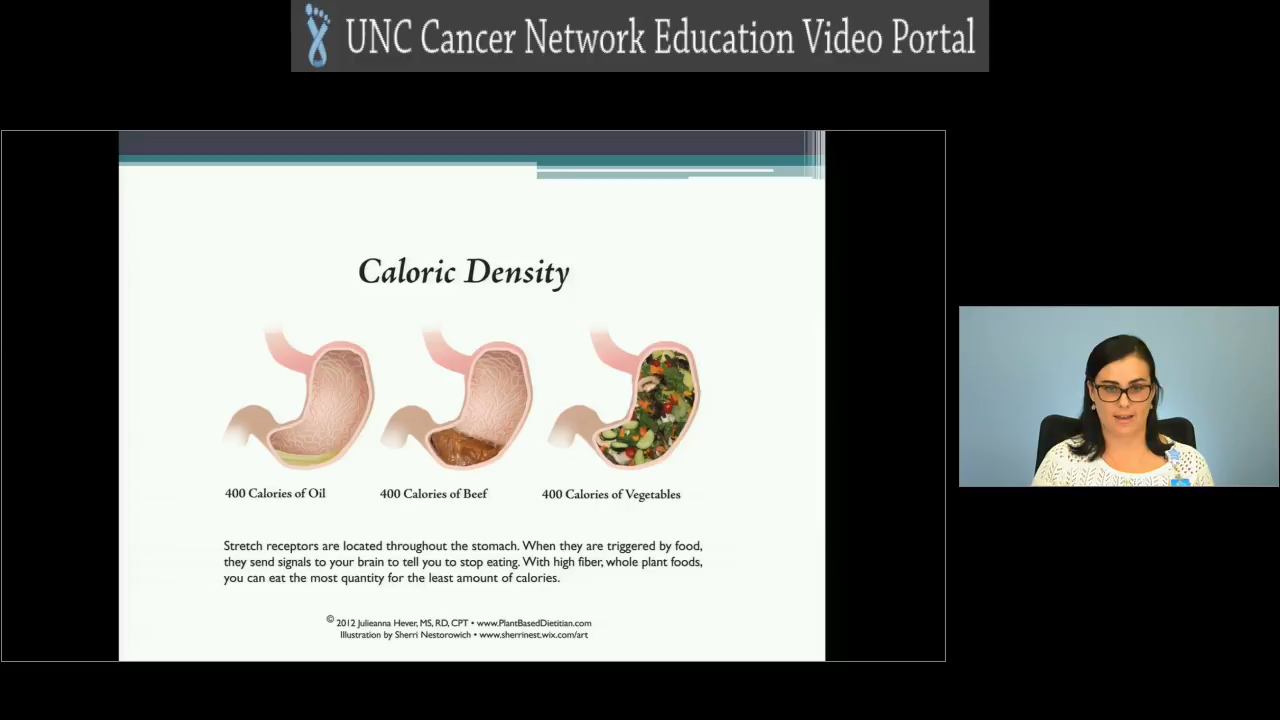 UNC Cancer Network Education Video Portal
Caloric Density
400 Calories of Oil
400 Calories of Beef
400 Calories of Vegetables
Stretch receptors are located throughout the stomach. When they are triggered by food,
they send signals to your brain to tell you to stop eating. With high fiber, whole plant foods,
you can eat the most quantity for the least amount of calories.
© 2012 Julieanna Hever, MS, RD, CPT • www.PlantBasedDietitian.com
Illustration by Sherri Nestorowich • www.sherrinest.wix.com/art